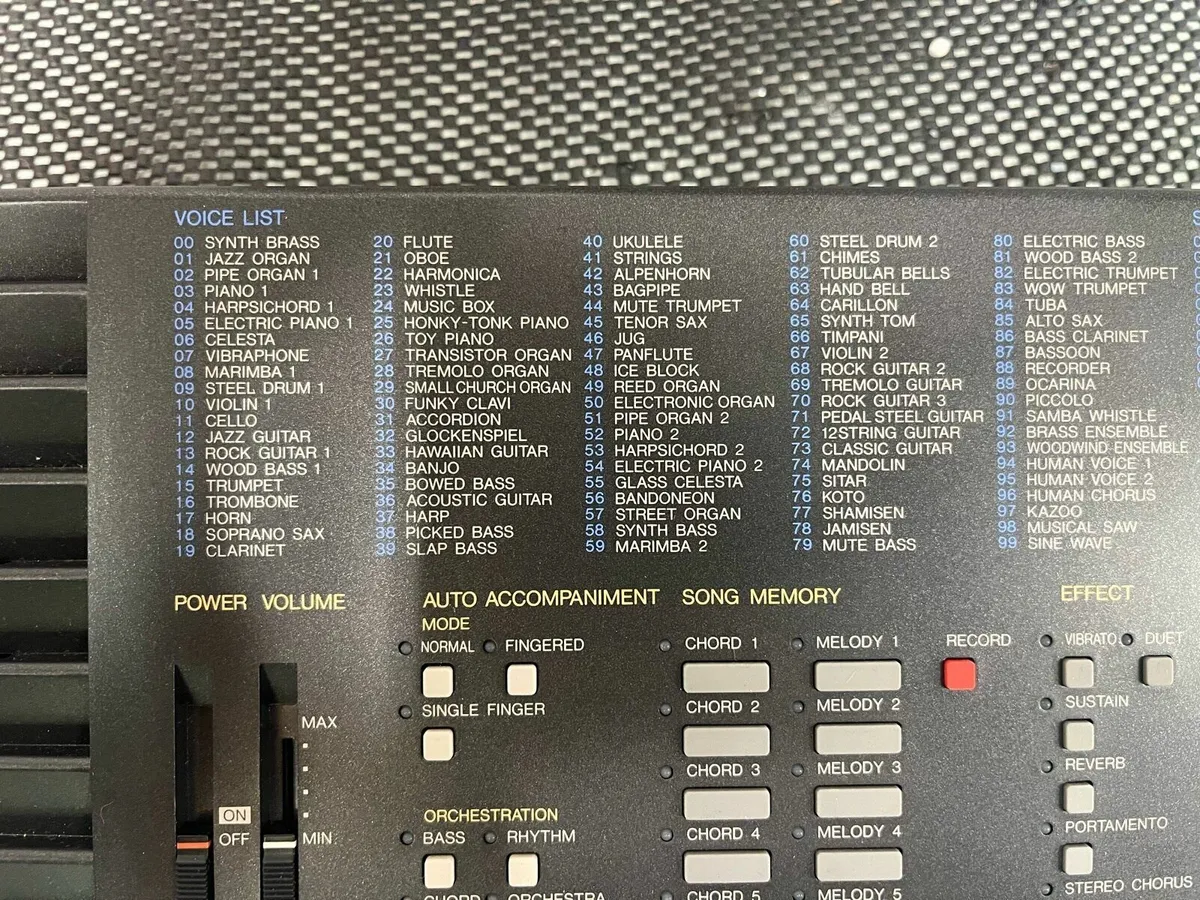 VOICE LIST
00 SYNTH BRASS
01 JAZZ ORGAN
02 PIPE ORGAN 1
03 PIANO 1
04 HARPSICHORD 1
05 ELECTRIC PIANO 1
06 CELESTA
07 VIBRAPHONE
08 MARIMBA 1
09 STEEL DRUM 1
10 VIOLIN 1
11 CELLO
12 JAZZ GUITAR
13 ROCK GUITAR 1
14 WOOD BASS 1
15 TRUMPET
16 TROMBONE
17 HORN
18 SOPRANO SAX
19 CLARINET
20 FLUTE
21 OBOE
22 HARMONICA
23 WHISTLE
24 MUSIC BOX
25 HONKY-TONK PIANO
26 TOY PIANO
27 TRANSISTOR ORGAN
28 TREMOLO ORGAN
29 SMALL CHURCH ORGAN
30 FUNKY CLAVI
31 ACCORDION
32 GLOCKENSPIEL
33 HAWAIIAN GUITAR
34 BANJO
35 BOWED BASS
36 ACOUSTIC GUITAR
37 HARP
38 PICKED BASS
39 SLAP BASS
40 UKULELE
41 STRINGS
42 ALPENHORN
43 BAGPIPE
44 MUTE TRUMPET
45 TENOR SAX
46 JUG
47 PANFLUTE
48 ICE BLOCK
49 REED ORGAN
50 ELECTRONIC ORGAN
51 PIPE ORGAN 2
52 PIANO 2
53 HARPSICHORD 2
54 ELECTRIC PIANO 2
55 GLASS CELESTA
56 BANDONEON
57 STREET ORGAN
58 SYNTH BASS
59 MARIMBA 2
60 STEEL DRUM 2
61 CHIMES
62 TUBULAR BELLS
63 HAND BELL
64 CARILLON
65 SYNTH TOM
66 TIMPANI
67 VIOLIN 2
68 ROCK GUITAR 2
69 TREMOLO GUITAR
70 ROCK GUITAR 3
71 PEDAL STEEL GUITAR
72 12STRING GUITAR
73 CLASSIC GUITAR
74 MANDOLIN
75 SITAR
76 KOTO
77 SHAMISEN
78 JAMISEN
79 MUTE BASS
80 ELECTRIC BASS
81 WOOD BASS 2
82 ELECTRIC TRUMPET
83 WOW TRUMPET
84 TUBA
85 ALTO SAX
86 BASS CLARINET
87 BASSOON
88 RECORDER
89 OCARINA
90 PICCOLO
91 SAMBA WHISTLE
92 BRASS ENSEMBLE
93 WOODWIND ENSEMBLE
94 HUMAN VOICE 1
95 HUMAN VOICE 2
96 HUMAN CHORUS
97 KAZOO
98 MUSICAL SAW
99 SINE WAVE
POWER VOLUME
MAX
ON
OFF
MIN
AUTO ACCOMPANIMENT
MODE
NORMAL FINGERED
SINGLE FINGER
ORCHESTRATION
BASS RHYTHM
CHORD ORCHESTRA
SONG MEMORY
CHORD 1 MELODY 1 RECORD
CHORD 2 MELODY 2
CHORD 3 MELODY 3
CHORD 4 MELODY 4
CHORD 5 MELODY 5
EFFECT
VIBRATO DUET
SUSTAIN
REVERB
PORTAMENTO
STEREO CHORUS